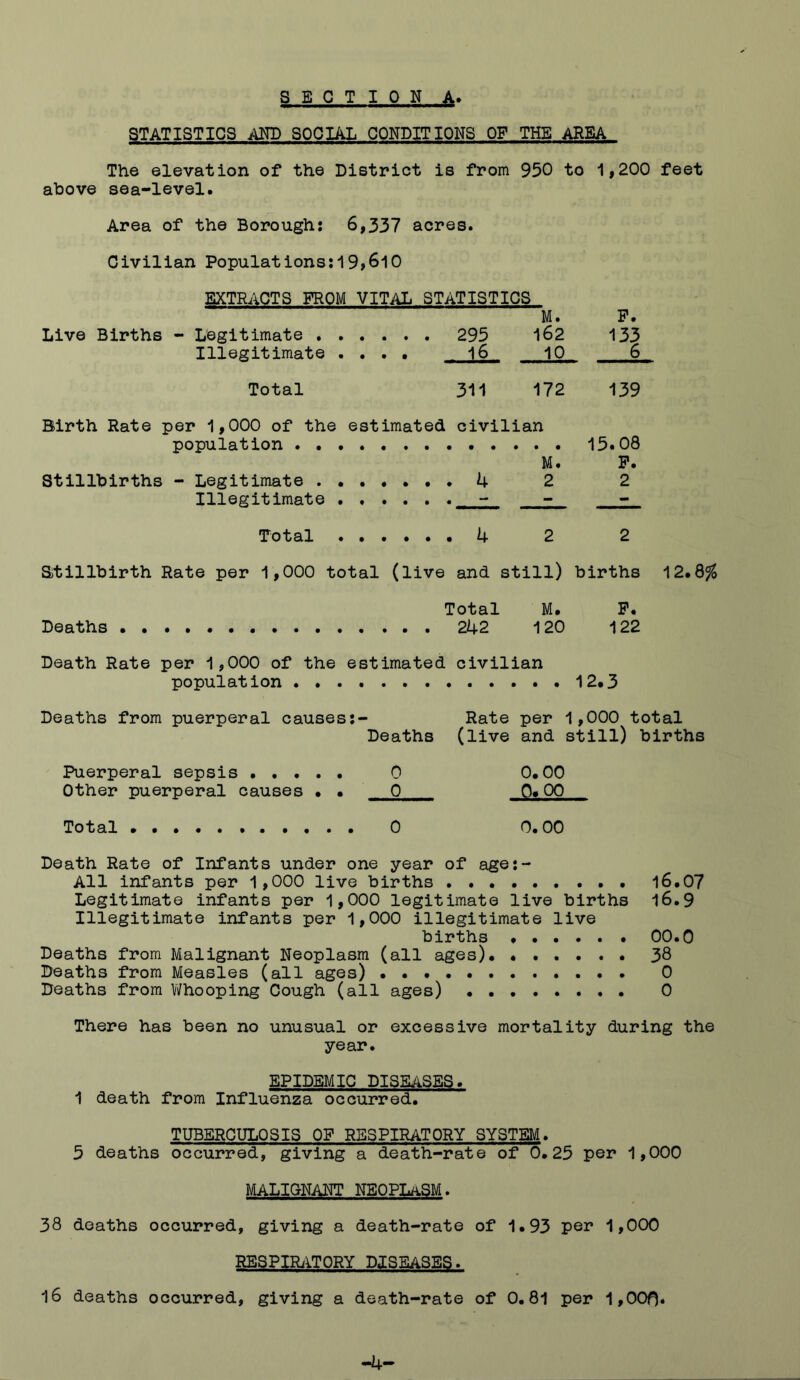 S E C T I O N A.
STATISTICS AND SOCIAL CONDITIONS OF THE AREA
The elevation of the District is from 950 to 1,200 feet
above sea-level.
Area of the Borough: 6,337 acres.
Civilian Populations:19,610
EXTRACTS FROM VITAL STATISTICS
M. F.
Live Births - Legitimate . . . . . . 295 162 133
Illegitimate . . . . 16 10 6
Total 311 172 139
Birth Rate per 1,000 of the estimated civilian
population . . . . . . . . . . . . . 15.08
M. F.
Stillbirths - Legitimate . . . . . . . 4 2 2
Illegitimate . . . . . . - - -
Total . . . . . . 4 2 2
Stillbirth Rate per 1,000 total (live and still) births 12.8%
Total M. F.
Deaths . . . . . . . . . . . . . . . 242 120 122
Death Rate per 1,000 of the estimated civilian
population . . . . . . . . . . . . . 12.3
Deaths from puerperal causes:- Rate per 1,000 total
Deaths (live and still) births
Puerperal sepsis . . . . . 0 0.00
Other puerperal causes . . 0 0.00
Total . . . . . . . . . . . 0 0.00
Death Rate of Infants under one year of age:-
All infants per 1,000 live births . . . . . . . . . 16.07
Legitimate infants per 1,000 legitimate live births 16.9
Illegitimate infants per 1,000 illegitimate live
births . . . . . . 00.0
Deaths from Malignant Neoplasm (all ages). . . . . . . 38
Deaths from Measles (all ages) . . . . . . . . . . . . 0
Deaths from Whooping Cough (all ages) . . . . . . . . 0
There has been no unusual or excessive mortality during the
year.
EPIDEMIC DISEASES.
1 death from Influenza occurred.
TUBERCULOSIS OF RESPIRATORY SYSTEM.
5 deaths occurred, giving a death-rate of 0.25 per 1,000
MALIGNANT NEOPLASM.
38 deaths occurred, giving a death-rate of 1.93 per 1,000
RESPIRATORY DISEASES.
16 deaths occurred, giving a death-rate of 0.81 per 1,000.
-4-